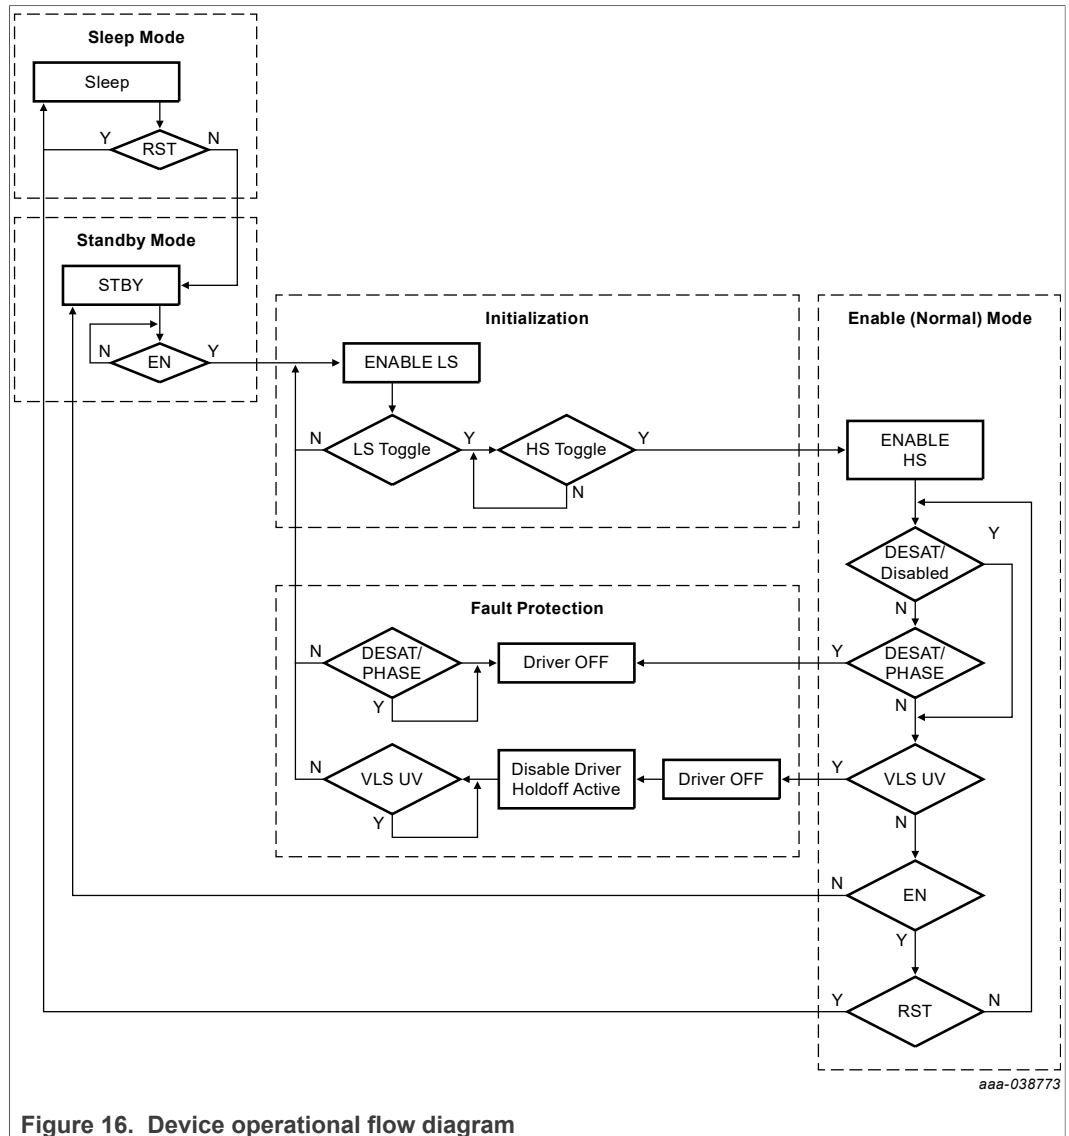 Sleep Mode
Sleep
Y
N
RST
Standby Mode
STBY
N
Y
EN
Initialization
ENABLE LS
N
LS Toggle
Y
HS Toggle
Y
N
Enable (Normal) Mode
ENABLE
HS
Y
DESAT/
Disabled
N
Fault Protection
N
DESAT/
PHASE
Y
Driver OFF
Y
DESAT/
PHASE
N
N
VLS UV
Y
Disable Driver
Holdoff Active
Driver OFF
Y
VLS UV
N
N
EN
Y
Y
RST
N
aaa-038773
Figure 16. Device operational flow diagram